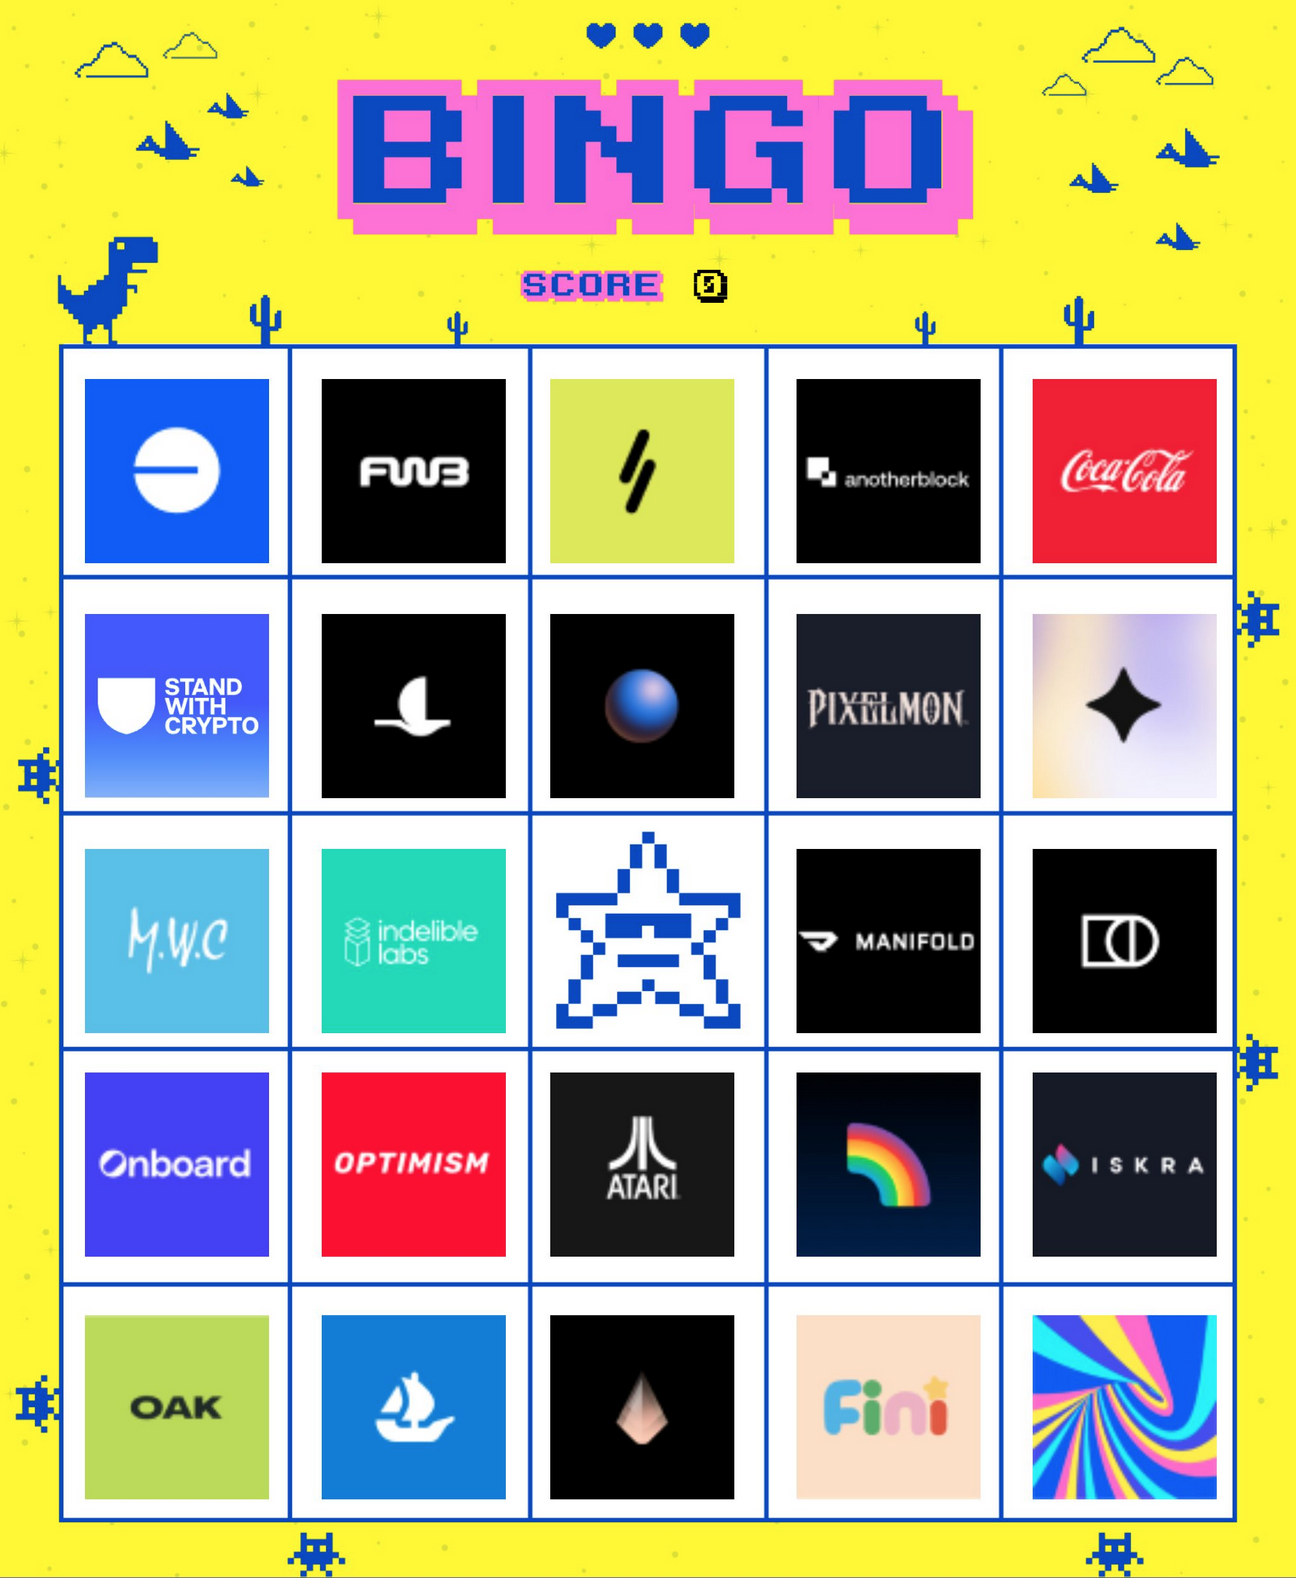 BINGO
SCORE 0
FWB
anotherblock
Coca-Cola
STAND
WITH
CRYPTO
PIXELMON
M.W.C
indelible
labs
MANIFOLD
Onboard
OPTIMISM
ATARI
ISKRA
OAK
Fini